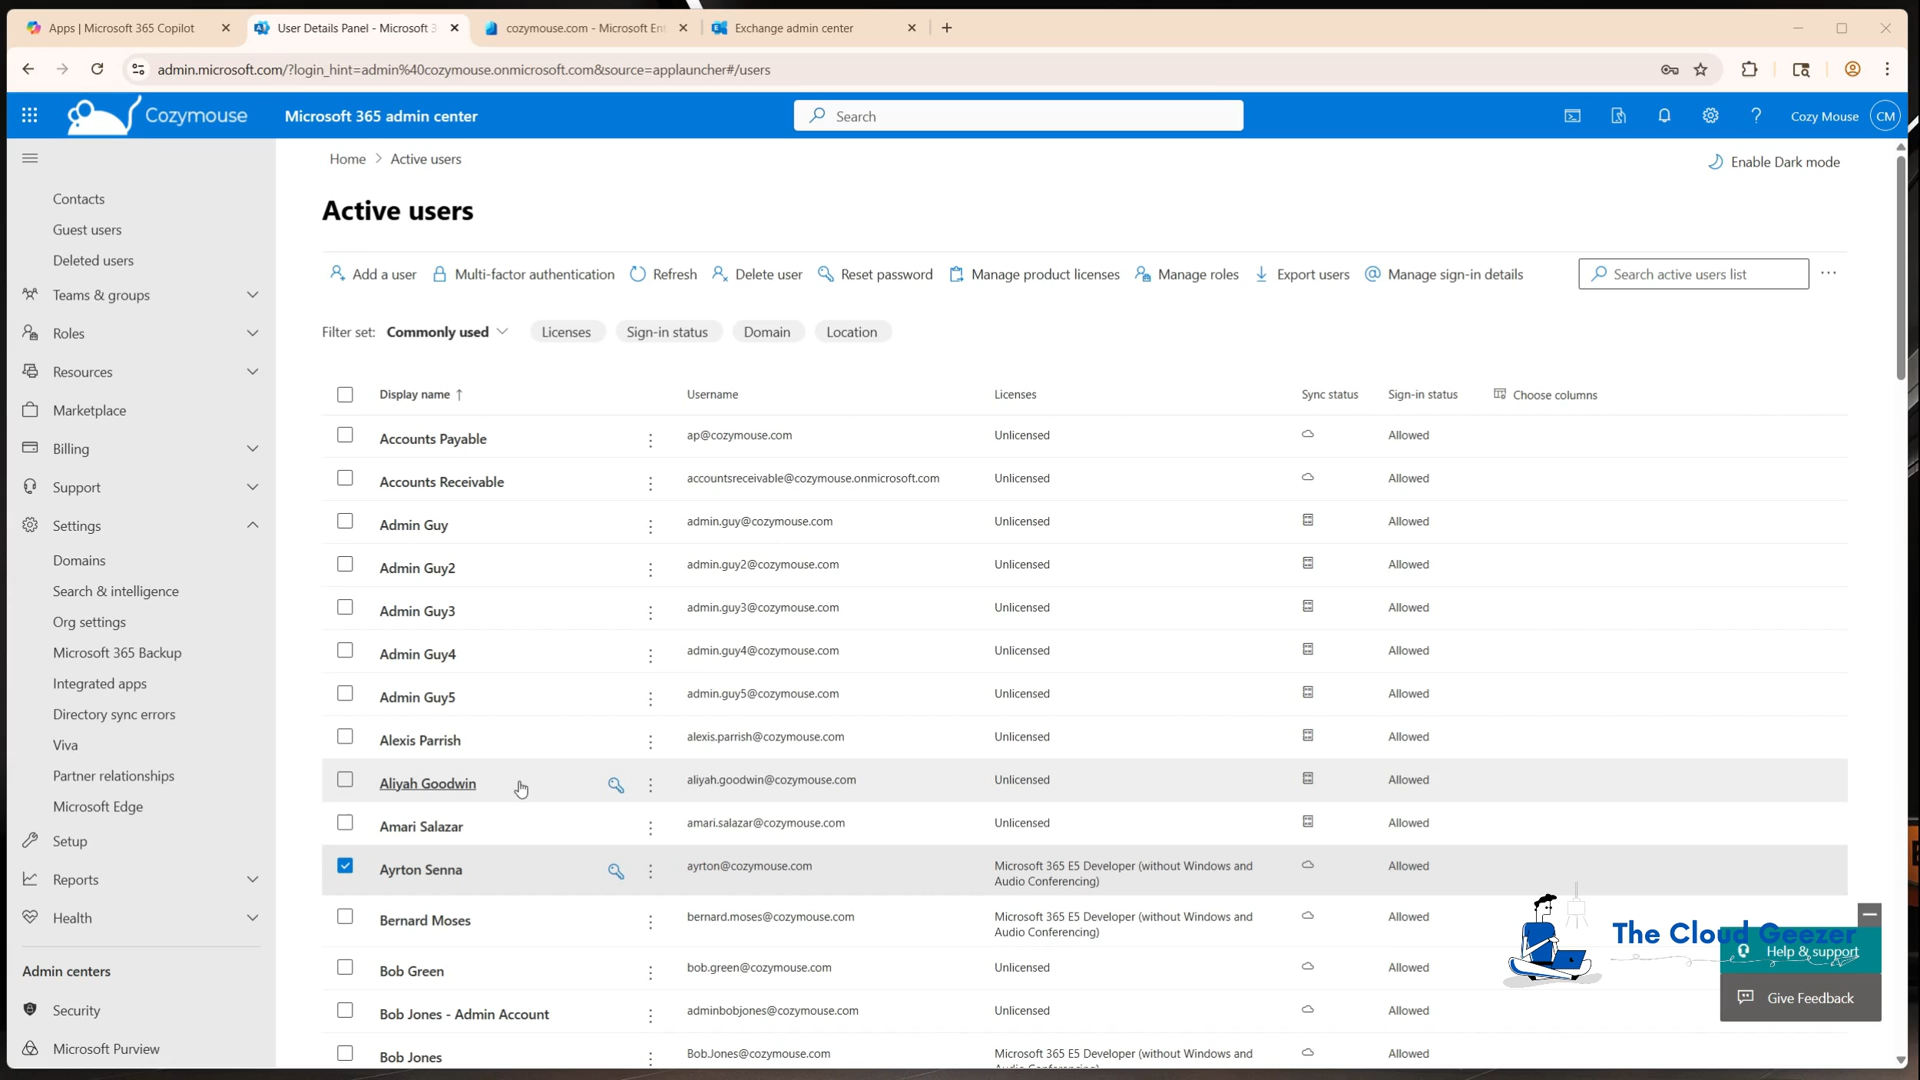 Apps | Microsoft 365 Copilot
User Details Panel - Microsoft 3
cozymouse.com - Microsoft Ent
Exchange admin center
admin.microsoft.com/?login_hint=admin%40cozymouse.onmicrosoft.com&source=applauncher#/users
Cozymouse
Microsoft 365 admin center
Search
Cozy Mouse
CM
Contacts
Guest users
Deleted users
Teams & groups
Roles
Resources
Marketplace
Billing
Support
Settings
Domains
Search & intelligence
Org settings
Microsoft 365 Backup
Integrated apps
Directory sync errors
Viva
Partner relationships
Microsoft Edge
Setup
Reports
Health
Admin centers
Security
Microsoft Purview
Home > Active users
Enable Dark mode
Active users
Add a user
Multi-factor authentication
Refresh
Delete user
Reset password
Manage product licenses
Manage roles
Export users
Manage sign-in details
Search active users list
Filter set: Commonly used
Licenses
Sign-in status
Domain
Location
Display name ↑ Username Licenses Sync status Sign-in status Choose columns
Accounts Payable ap@cozymouse.com Unlicensed Allowed
Accounts Receivable accountsreceivable@cozymouse.onmicrosoft.com Unlicensed Allowed
Admin Guy admin.guy@cozymouse.com Unlicensed Allowed
Admin Guy2 admin.guy2@cozymouse.com Unlicensed Allowed
Admin Guy3 admin.guy3@cozymouse.com Unlicensed Allowed
Admin Guy4 admin.guy4@cozymouse.com Unlicensed Allowed
Admin Guy5 admin.guy5@cozymouse.com Unlicensed Allowed
Alexis Parrish alexis.parrish@cozymouse.com Unlicensed Allowed
Aliyah Goodwin aliyah.goodwin@cozymouse.com Unlicensed Allowed
Amari Salazar amari.salazar@cozymouse.com Unlicensed Allowed
Ayrton Senna ayrton@cozymouse.com Microsoft 365 E5 Developer (without Windows and Allowed
Audio Conferencing)
Bernard Moses bernard.moses@cozymouse.com Microsoft 365 E5 Developer (without Windows and Allowed
Audio Conferencing)
Bob Green bob.green@cozymouse.com Unlicensed Allowed
Bob Jones - Admin Account adminbobjones@cozymouse.com Unlicensed Allowed
Bob Jones Bob.Jones@cozymouse.com Microsoft 365 E5 Developer (without Windows and Allowed
Audio Conferencing)
The Cloud Geezer
Help & support
Give Feedback